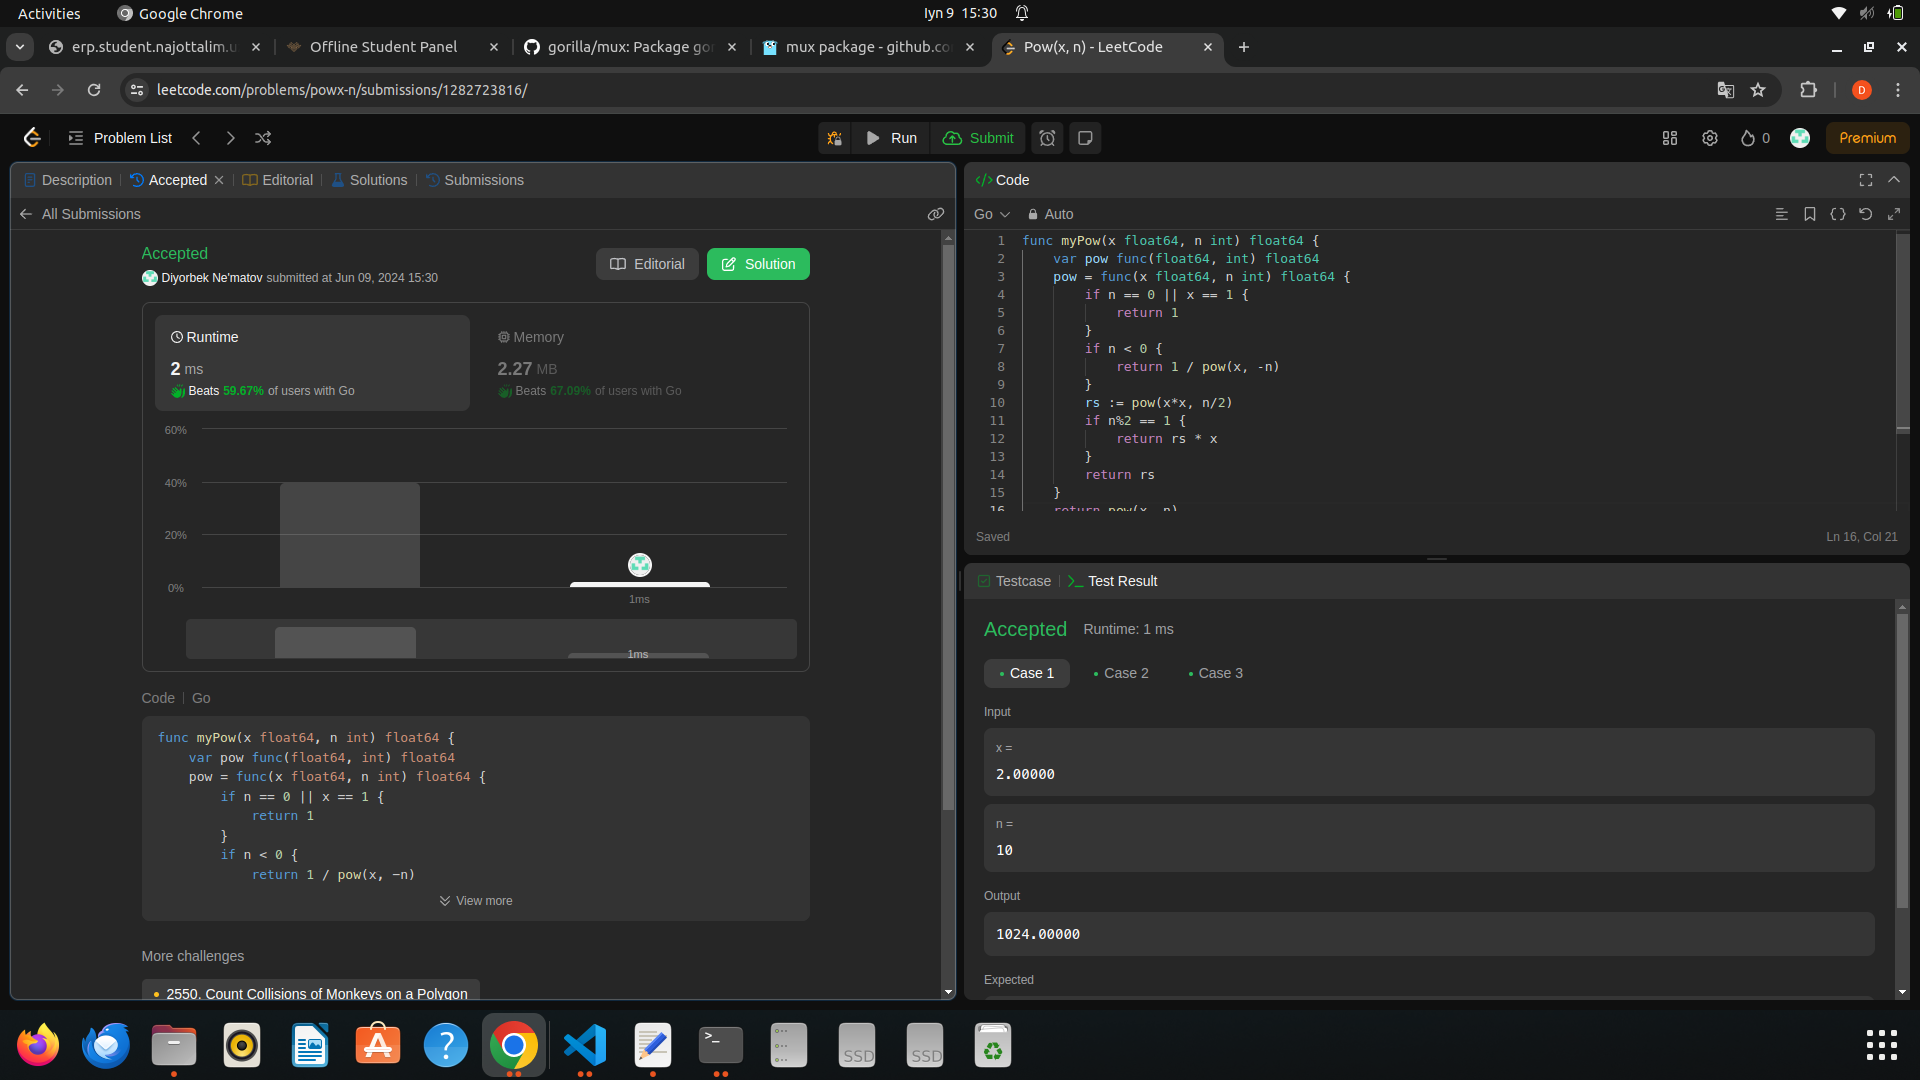 Activities
Google Chrome
Iyn 9 15:30
erp.student.najottalim.u
Offline Student Panel
gorilla/mux: Package go
mux package - github.co
Pow(x, n) - LeetCode
leetcode.com/problems/powx-n/submissions/1282723816/
D
Problem List
Run
Submit
0
Premium
Description
Accepted
Editorial
Solutions
Submissions
All Submissions
Accepted
Diyorbek Ne'matov submitted at Jun 09, 2024 15:30
Editorial
Solution
Runtime
2 ms
Beats 59.67% of users with Go
Memory
2.27 MB
Beats 67.09% of users with Go
60%
40%
20%
0%
1ms
1ms
Code | Go
func myPow(x float64, n int) float64 {
    var pow func(float64, int) float64
    pow = func(x float64, n int) float64 {
        if n == 0 || x == 1 {
            return 1
        }
        if n < 0 {
            return 1 / pow(x, -n)
View more
More challenges
2550. Count Collisions of Monkeys on a Polygon
</> Code
Go
Auto
1 func myPow(x float64, n int) float64 {
2     var pow func(float64, int) float64
3     pow = func(x float64, n int) float64 {
4         if n == 0 || x == 1 {
5             return 1
6         }
7         if n < 0 {
8             return 1 / pow(x, -n)
9         }
10         rs := pow(x*x, n/2)
11         if n%2 == 1 {
12             return rs * x
13         }
14         return rs
15     }
16     return pow(x, n)
Saved
Ln 16, Col 21
Testcase
>_ Test Result
Accepted
Runtime: 1 ms
Case 1
Case 2
Case 3
Input
x =
2.00000
n =
10
Output
1024.00000
Expected
SSD
SSD